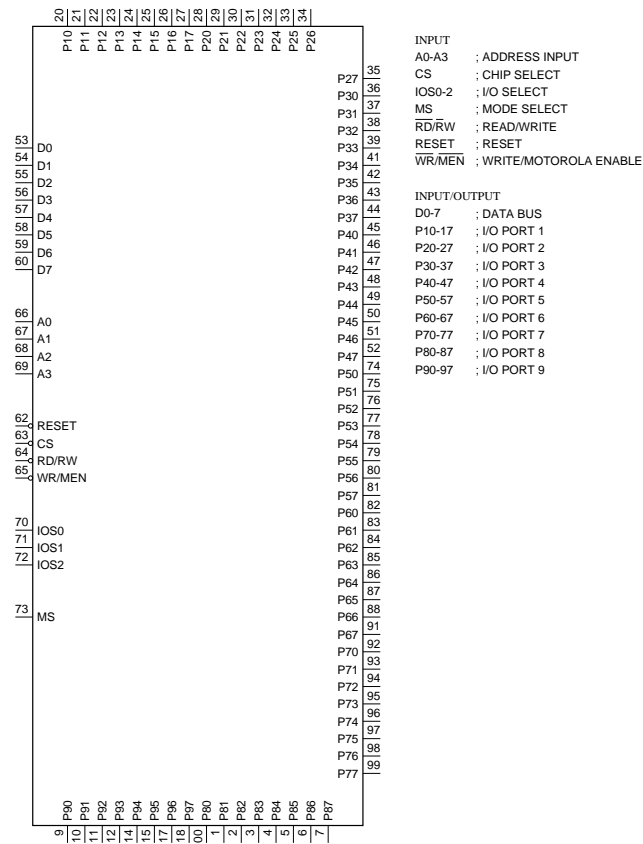 20 21 22 23 24 25 26 27 28 29 30 31 32 33 34
P10 P11 P12 P13 P14 P15 P16 P17 P20 P21 P22 P23 P24 P25 P26
53 D0
54 D1
55 D2
56 D3
57 D4
58 D5
59 D6
60 D7
66 A0
67 A1
68 A2
69 A3
62 RESET
63 CS
64 RD/RW
65 WR/MEN
70 IOS0
71 IOS1
72 IOS2
73 MS
P27 35
P30 36
P31 37
P32 38
P33 39
P34 41
P35 42
P36 43
P37 44
P40 45
P41 46
P42 47
P43 48
P44 49
P45 50
P46 51
P47 52
P50 74
P51 75
P52 76
P53 77
P54 78
P55 79
P56 80
P57 81
P60 82
P61 83
P62 84
P63 85
P64 86
P65 87
P66 88
P67 91
P70 92
P71 93
P72 94
P73 95
P74 96
P75 97
P76 98
P77 99
P90 P91 P92 P93 P94 P95 P96 P97 P80 P81 P82 P83 P84 P85 P86 P87
9 10 11 12 14 15 17 18 00 1 2 3 4 5 6 7
INPUT
A0-A3 ; ADDRESS INPUT
CS ; CHIP SELECT
IOS0-2 ; I/O SELECT
MS ; MODE SELECT
RD/RW ; READ/WRITE
RESET ; RESET
WR/MEN ; WRITE/MOTOROLA ENABLE
INPUT/OUTPUT
D0-7 ; DATA BUS
P10-17 ; I/O PORT 1
P20-27 ; I/O PORT 2
P30-37 ; I/O PORT 3
P40-47 ; I/O PORT 4
P50-57 ; I/O PORT 5
P60-67 ; I/O PORT 6
P70-77 ; I/O PORT 7
P80-87 ; I/O PORT 8
P90-97 ; I/O PORT 9